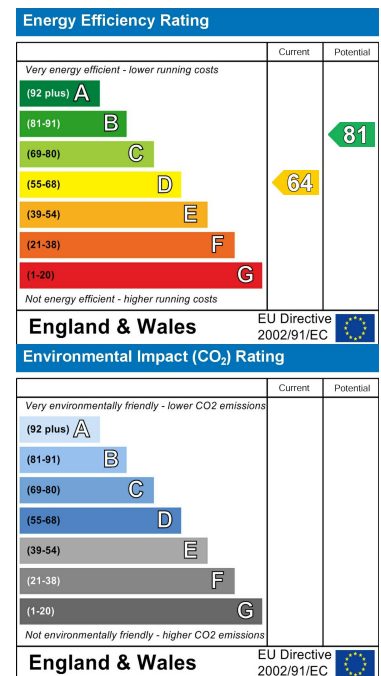 Energy Efficiency Rating
Current Potential
Very energy efficient - lower running costs
(92 plus) A
(81-91) B
81
(69-80) C
(55-68) D
64
(39-54) E
(21-38) F
(1-20) G
Not energy efficient - higher running costs
England & Wales
EU Directive
2002/91/EC
Environmental Impact (CO₂) Rating
Current Potential
Very environmentally friendly - lower CO2 emissions
(92 plus) A
(81-91) B
(69-80) C
(55-68) D
(39-54) E
(21-38) F
(1-20) G
Not environmentally friendly - higher CO2 emissions
England & Wales
EU Directive
2002/91/EC